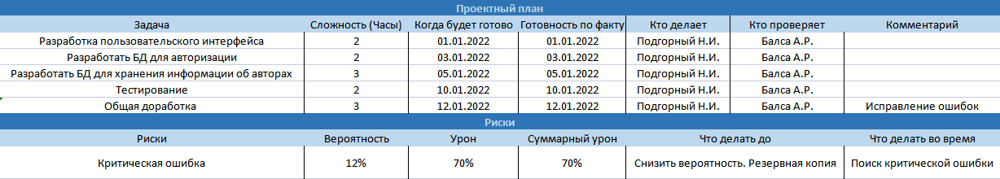 Проектный план
Задача Сложность (Часы) Когда будет готово Готовность по факту Кто делает Кто проверяет Комментарий
Разработка пользовательского интерфейса 2 01.01.2022 01.01.2022 Подгорный Н.И. Балса А.Р.
Разработать БД для авторизации 2 03.01.2022 03.01.2022 Подгорный Н.И. Балса А.Р.
Разработать БД для хранения информации об авторах 3 05.01.2022 05.01.2022 Подгорный Н.И. Балса А.Р.
Тестирование 2 10.01.2022 10.01.2022 Подгорный Н.И. Балса А.Р.
Общая доработка 3 12.01.2022 12.01.2022 Подгорный Н.И. Балса А.Р. Исправление ошибок
Риски
Риски Вероятность Урон Суммарный урон Что делать до Что делать во время
Критическая ошибка 12% 70% 70% Снизить вероятность. Резервная копия Поиск критической ошибки